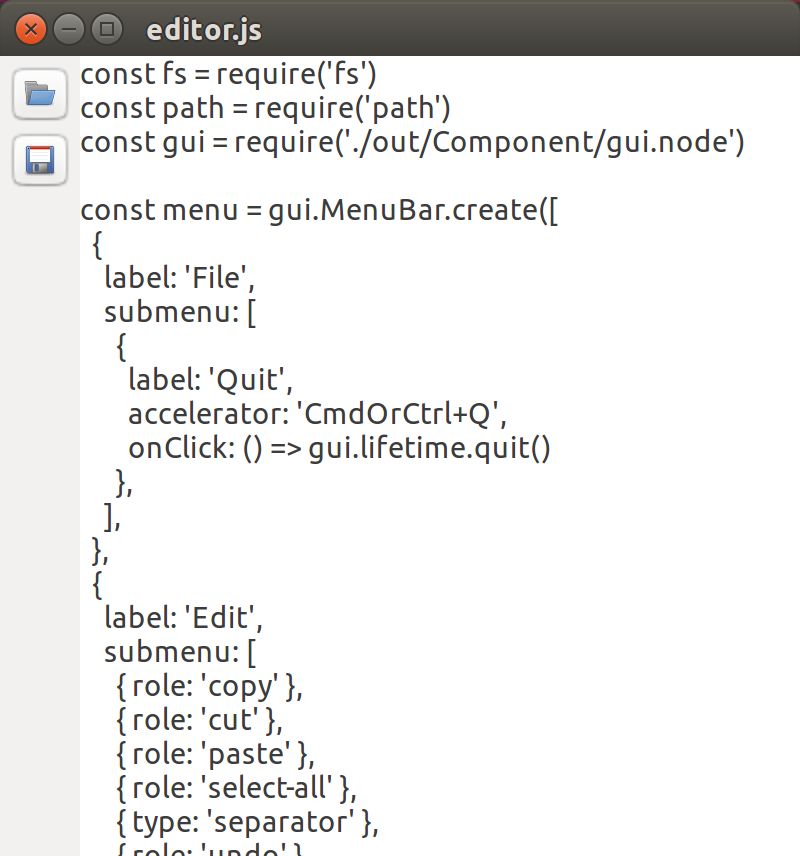 editor.js
const fs = require('fs')
const path = require('path')
const gui = require('./out/Component/gui.node')

const menu = gui.MenuBar.create([
  {
    label: 'File',
    submenu: [
      {
        label: 'Quit',
        accelerator: 'CmdOrCtrl+Q',
        onClick: () => gui.lifetime.quit()
      },
    ],
  },
  {
    label: 'Edit',
    submenu: [
      { role: 'copy' },
      { role: 'cut' },
      { role: 'paste' },
      { role: 'select-all' },
      { type: 'separator' },
      { role: 'undo' }